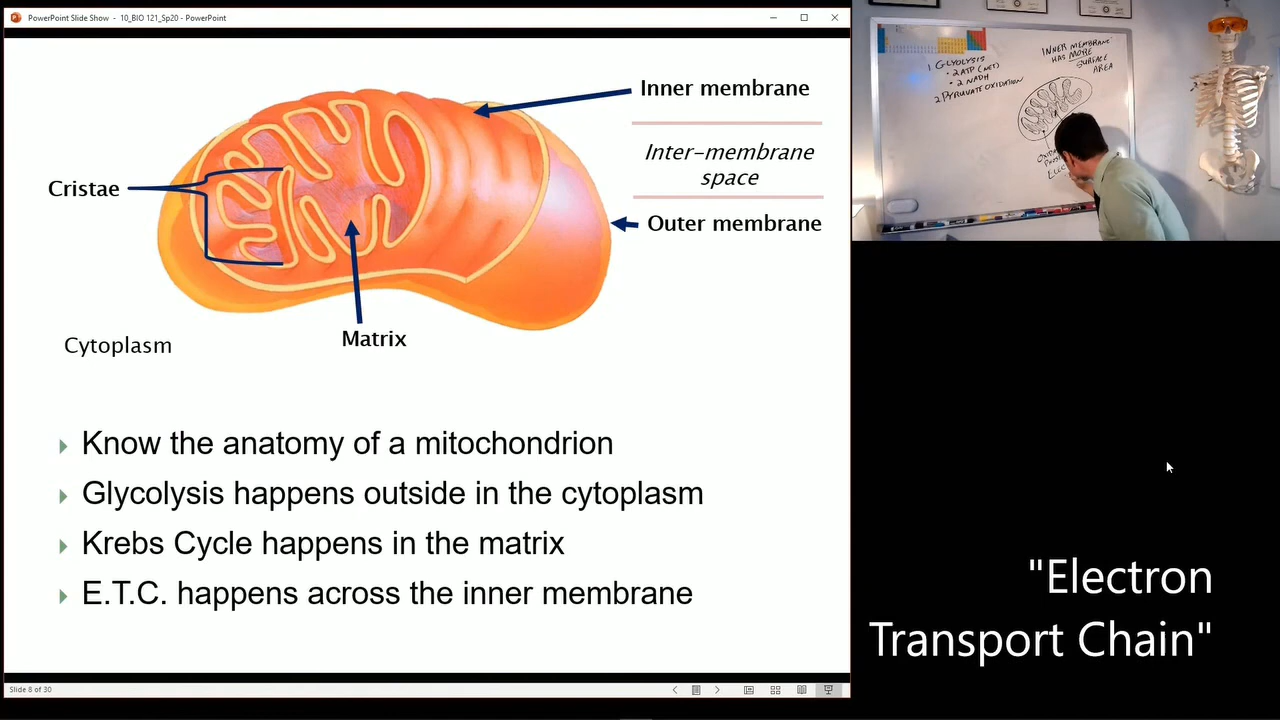 PowerPoint Slide Show - 10_BIO 121_Sp20 - PowerPoint
Inner membrane
Inter-membrane
space
Outer membrane
Cristae
Matrix
Cytoplasm
Know the anatomy of a mitochondrion
Glycolysis happens outside in the cytoplasm
Krebs Cycle happens in the matrix
E.T.C. happens across the inner membrane
Slide 8 of 30
1 GLYOLYSIS
• 2 ATP (NET)
• 2 NADH
2 PYRUVATE OXIDATION
INNER MEMBRANE
HAS MORE
SURFACE
AREA
"Electron
Transport Chain"